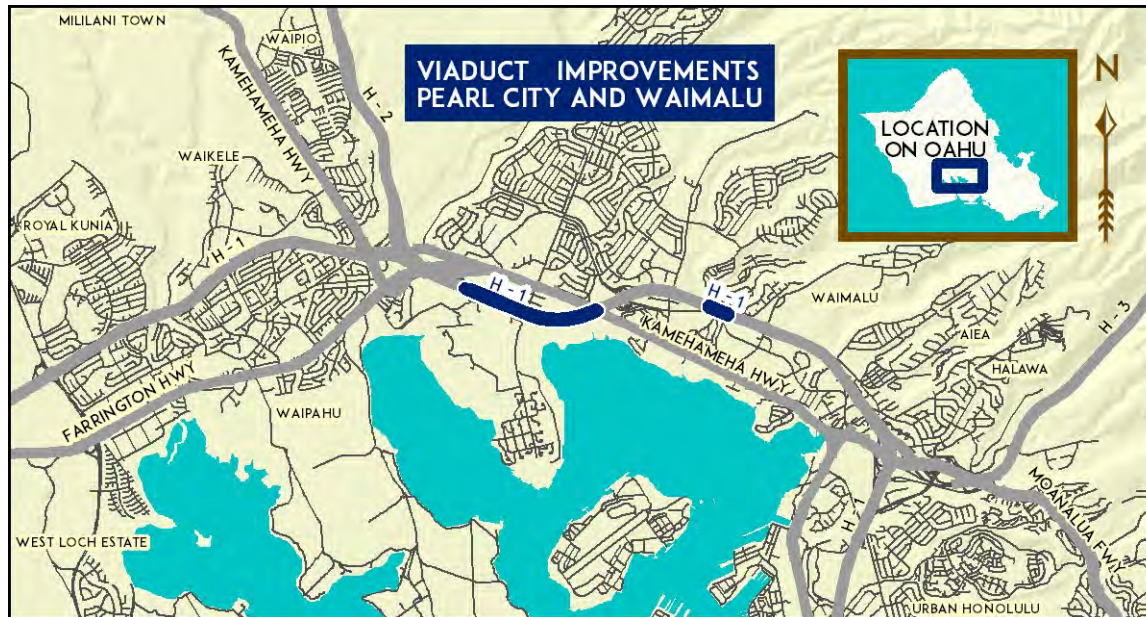 MILILANI TOWN
WAIPIO
KAMEHAMEHA HWY
H - 2
VIADUCT IMPROVEMENTS
PEARL CITY AND WAIMALU
LOCATION
ON OAHU
N
WAIKELE
ROYAL KUNIA
H - 1
H - 1
H - 1
WAIMALU
KAMEHAMEHA HWY
AIEA
HALAWA
H - 3
FARRINGTON HWY
WAIPAHU
MOANALUA FWY
H - 1
WEST LOCH ESTATE
URBAN HONOLULU